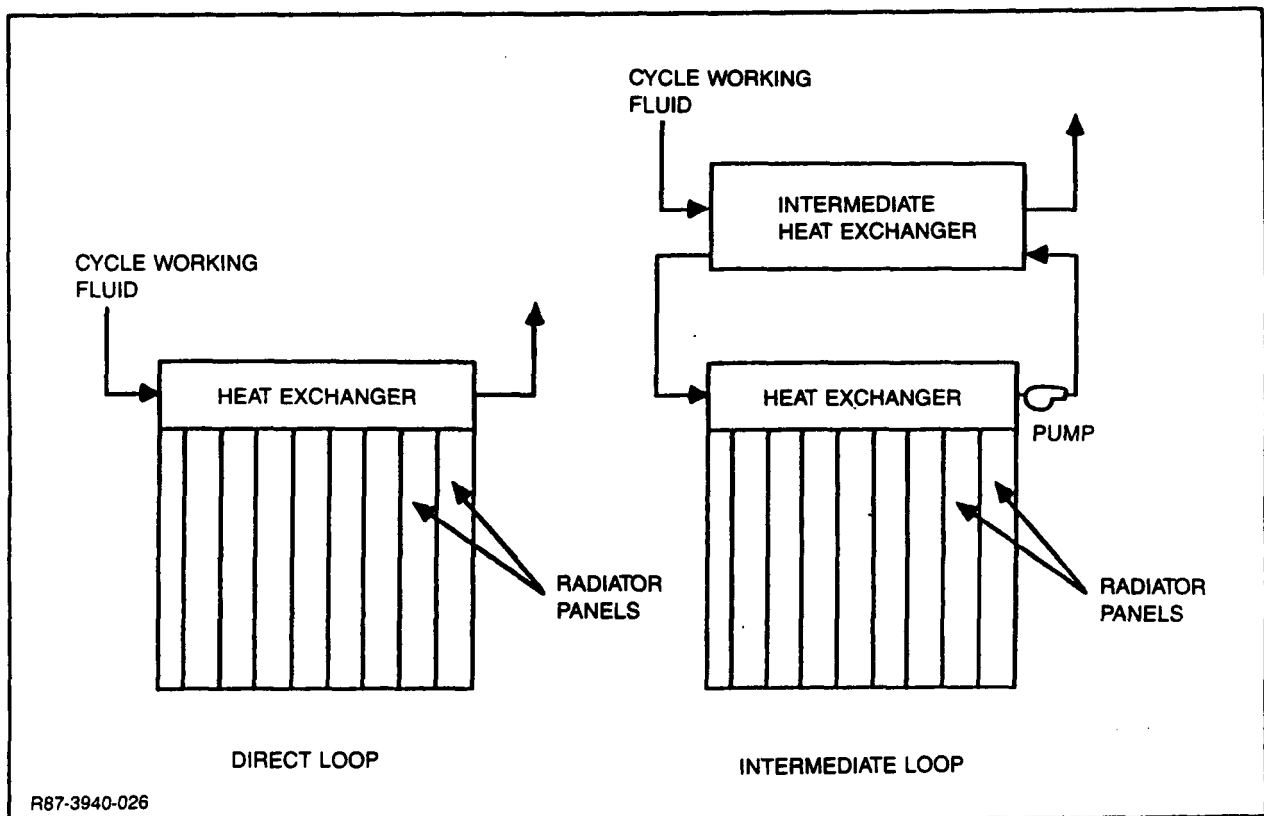 CYCLE WORKING
FLUID
HEAT EXCHANGER
RADIATOR
PANELS
DIRECT LOOP
CYCLE WORKING
FLUID
INTERMEDIATE
HEAT EXCHANGER
HEAT EXCHANGER
PUMP
RADIATOR
PANELS
INTERMEDIATE LOOP
R87-3940-026